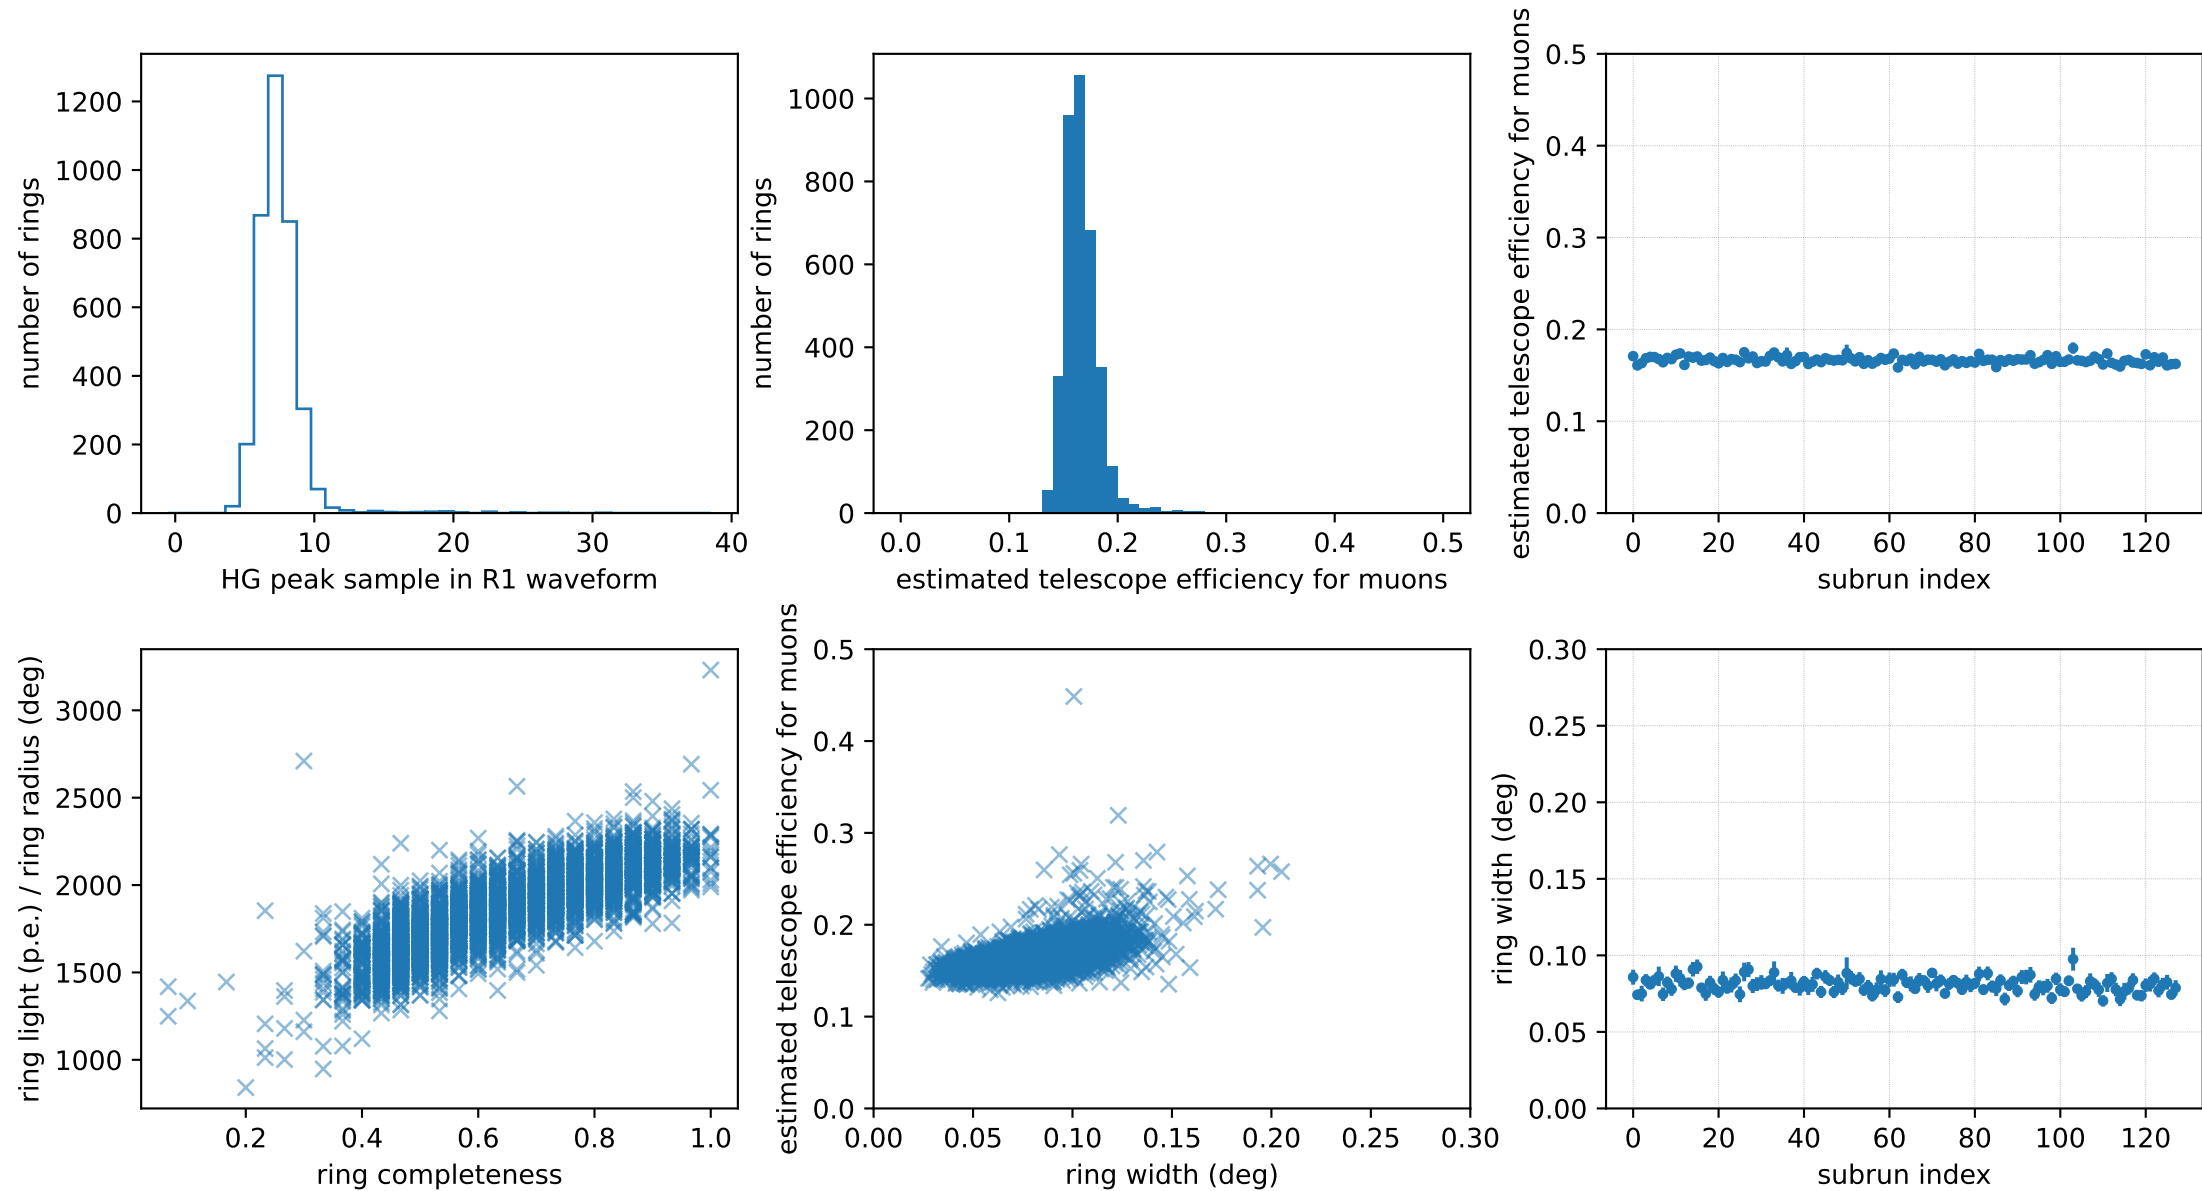 number of rings
1200
1000
800
600
400
200
0
0 10 20 30 40
HG peak sample in R1 waveform
number of rings
1000
800
600
400
200
0
0.0 0.1 0.2 0.3 0.4 0.5
estimated telescope efficiency for muons
estimated telescope efficiency for muons
0.5
0.4
0.3
0.2
0.1
0.0
0 20 40 60 80 100 120
subrun index
ring light (p.e.) / ring radius (deg)
3000
2500
2000
1500
1000
0.2 0.4 0.6 0.8 1.0
ring completeness
estimated telescope efficiency for muons
0.5
0.4
0.3
0.2
0.1
0.0
0.00 0.05 0.10 0.15 0.20 0.25 0.30
ring width (deg)
ring width (deg)
0.30
0.25
0.20
0.15
0.10
0.05
0.00
0 20 40 60 80 100 120
subrun index